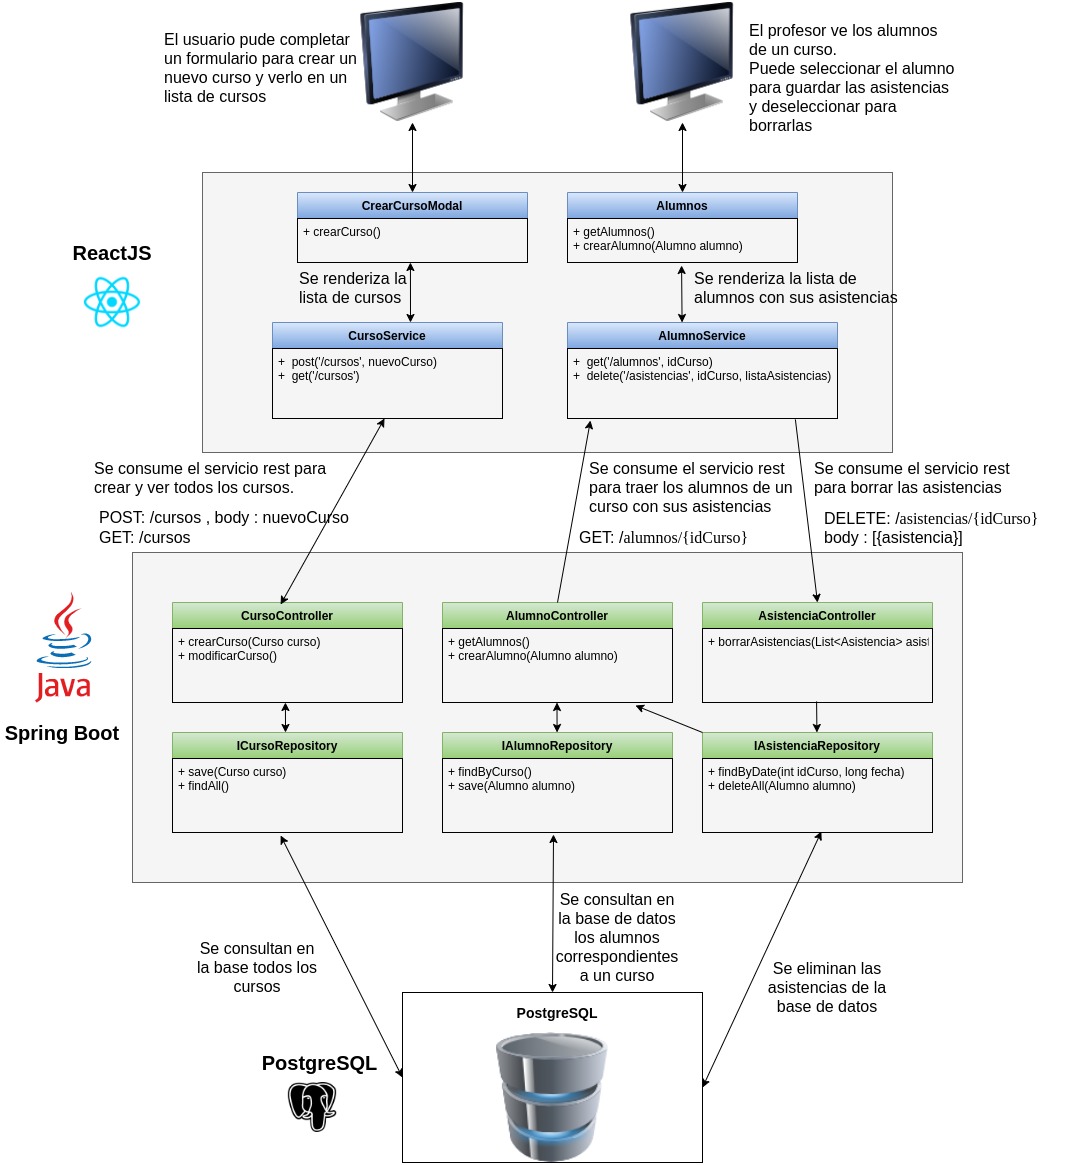 El usuario pude completar
un formulario para crear un
nuevo curso y verlo en un
lista de cursos
El profesor ve los alumnos
de un curso.
Puede seleccionar el alumno
para guardar las asistencias
y deseleccionar para
borrarlas
ReactJS
CrearCursoModal
+ crearCurso()
Alumnos
+ getAlumnos()
+ crearAlumno(Alumno alumno)
Se renderiza la
lista de cursos
Se renderiza la lista de
alumnos con sus asistencias
CursoService
+ post('/cursos', nuevoCurso)
+ get('/cursos')
AlumnoService
+ get('/alumnos', idCurso)
+ delete('/asistencias', idCurso, listaAsistencias)
Se consume el servicio rest para
crear y ver todos los cursos.
POST: /cursos , body : nuevoCurso
GET: /cursos
Se consume el servicio rest
para traer los alumnos de un
curso con sus asistencias
GET: /alumnos/{idCurso}
Se consume el servicio rest
para borrar las asistencias
DELETE: /asistencias/{idCurso}
body : [{asistencia}]
Java
Spring Boot
CursoController
+ crearCurso(Curso curso)
+ modificarCurso()
AlumnoController
+ getAlumnos()
+ crearAlumno(Alumno alumno)
AsistenciaController
+ borrarAsistencias(List<Asistencia> asist
ICursoRepository
+ save(Curso curso)
+ findAll()
IAlumnoRepository
+ findByCurso()
+ save(Alumno alumno)
IAsistenciaRepository
+ findByDate(int idCurso, long fecha)
+ deleteAll(Alumno alumno)
Se consultan en
la base todos los
cursos
Se consultan en
la base de datos
los alumnos
correspondientes
a un curso
Se eliminan las
asistencias de la
base de datos
PostgreSQL
PostgreSQL